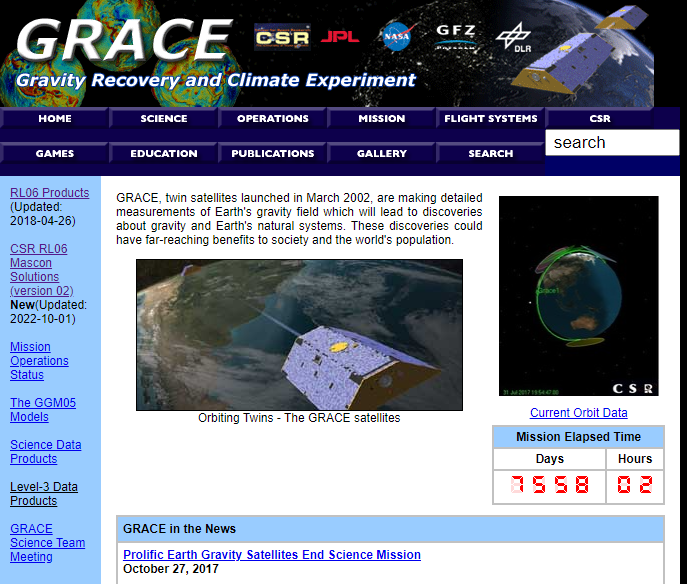 GRACE
CSR JPL NASA GFZ DLR
Gravity Recovery and Climate Experiment
HOME SCIENCE OPERATIONS MISSION FLIGHT SYSTEMS CSR
search
GAMES EDUCATION PUBLICATIONS GALLERY SEARCH
RL06 Products
(Updated:
2018-04-26)
CSR RL06
Mascon
Solutions
(version 02)
New(Updated:
2022-10-01)
Mission
Operations
Status
The GGM05
Models
Science Data
Products
Level-3 Data
Products
GRACE
Science Team
Meeting
GRACE, twin satellites launched in March 2002, are making detailed
measurements of Earth's gravity field which will lead to discoveries
about gravity and Earth's natural systems. These discoveries could
have far-reaching benefits to society and the world's population.
Orbiting Twins - The GRACE satellites
CSR
Current Orbit Data
Mission Elapsed Time
Days Hours
7558 02
GRACE in the News
Prolific Earth Gravity Satellites End Science Mission
October 27, 2017